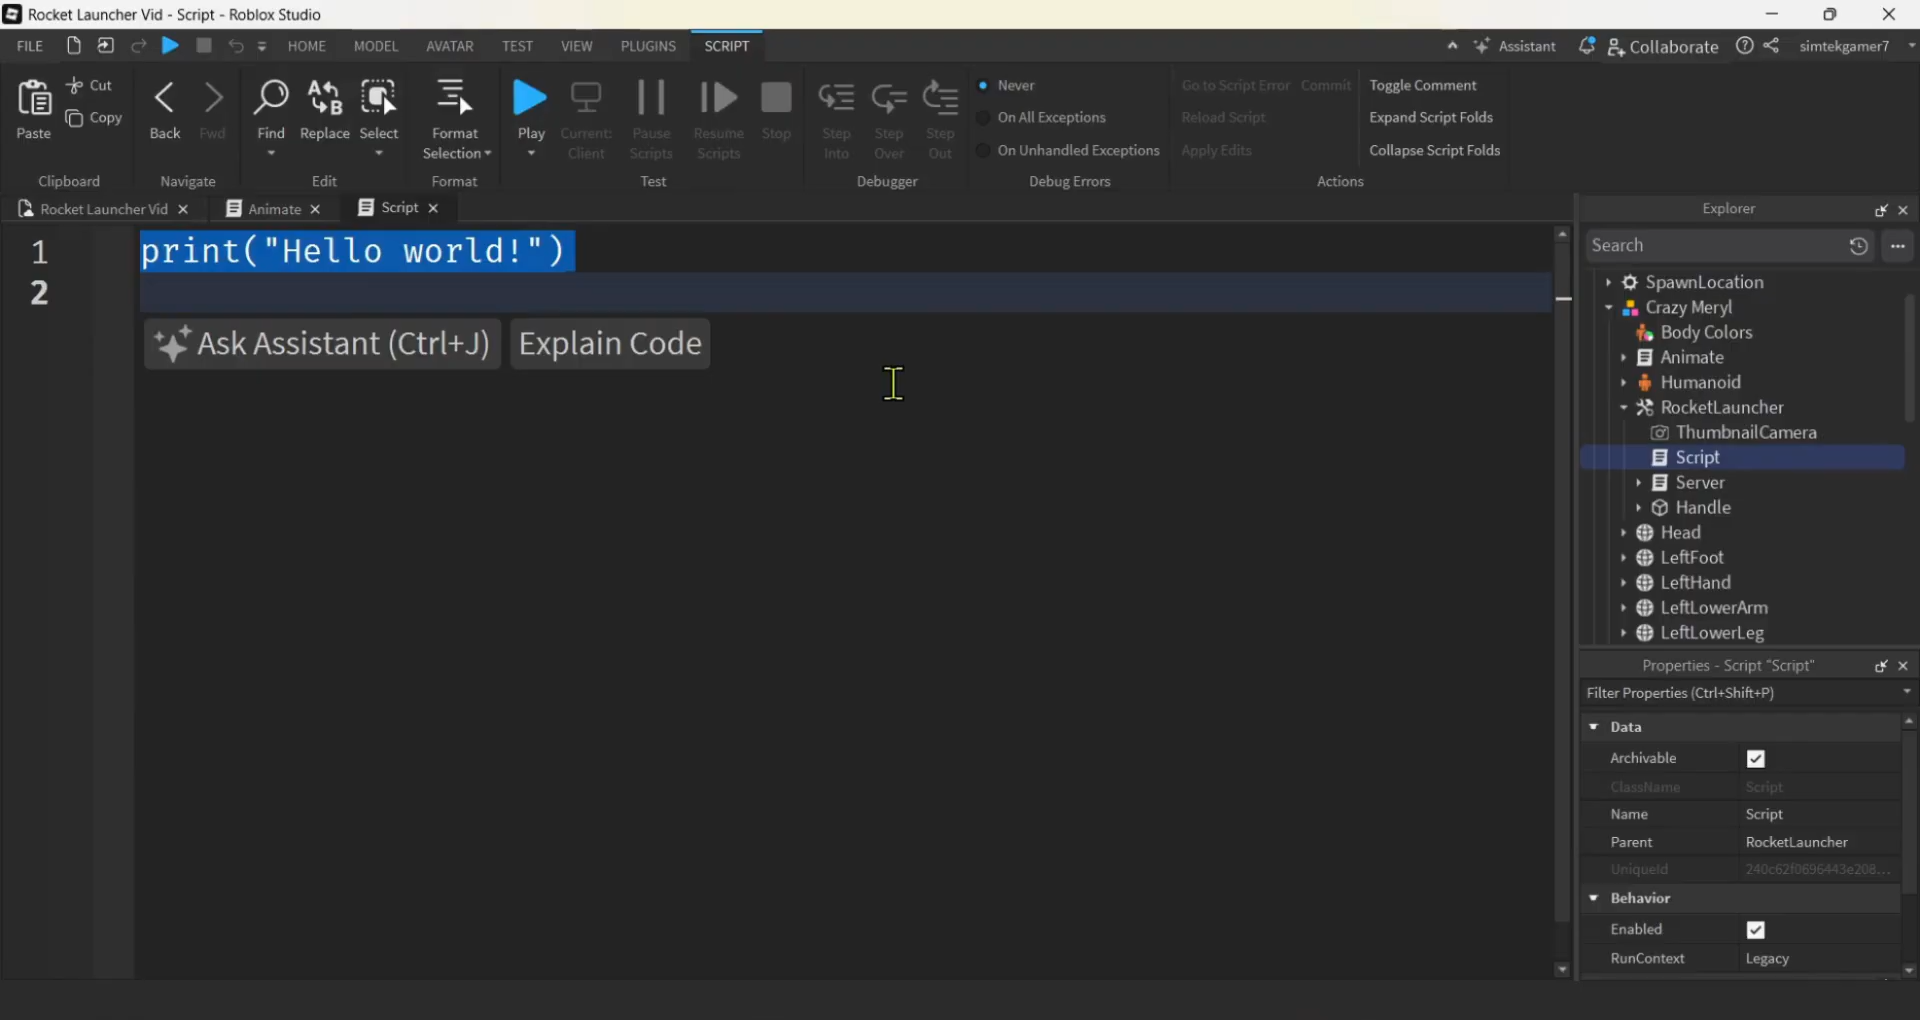 Rocket Launcher Vid - Script - Roblox Studio
FILE HOME MODEL AVATAR TEST VIEW PLUGINS SCRIPT Assistant Collaborate simtekgamer7
Paste Cut Copy
Clipboard
Back Fwd
Navigate
Find Replace Select
Edit
Format Selection
Format
Play Current: Client Pause Scripts Resume Scripts Stop
Test
Step Into Step Over Step Out
Debugger
Never
On All Exceptions
On Unhandled Exceptions
Debug Errors
Go to Script Error Commit
Reload Script
Apply Edits
Toggle Comment
Expand Script Folds
Collapse Script Folds
Actions
Rocket Launcher Vid Animate Script
1 print("Hello world!")
2
Ask Assistant (Ctrl+J) Explain Code
Explorer
Search
SpawnLocation
Crazy Meryl
Body Colors
Animate
Humanoid
RocketLauncher
ThumbnailCamera
Script
Server
Handle
Head
LeftFoot
LeftHand
LeftLowerArm
LeftLowerLeg
Properties - Script "Script"
Filter Properties (Ctrl+Shift+P)
Data
Archivable
ClassName Script
Name Script
Parent RocketLauncher
UniqueId 240c62f0696443e208...
Behavior
Enabled
RunContext Legacy